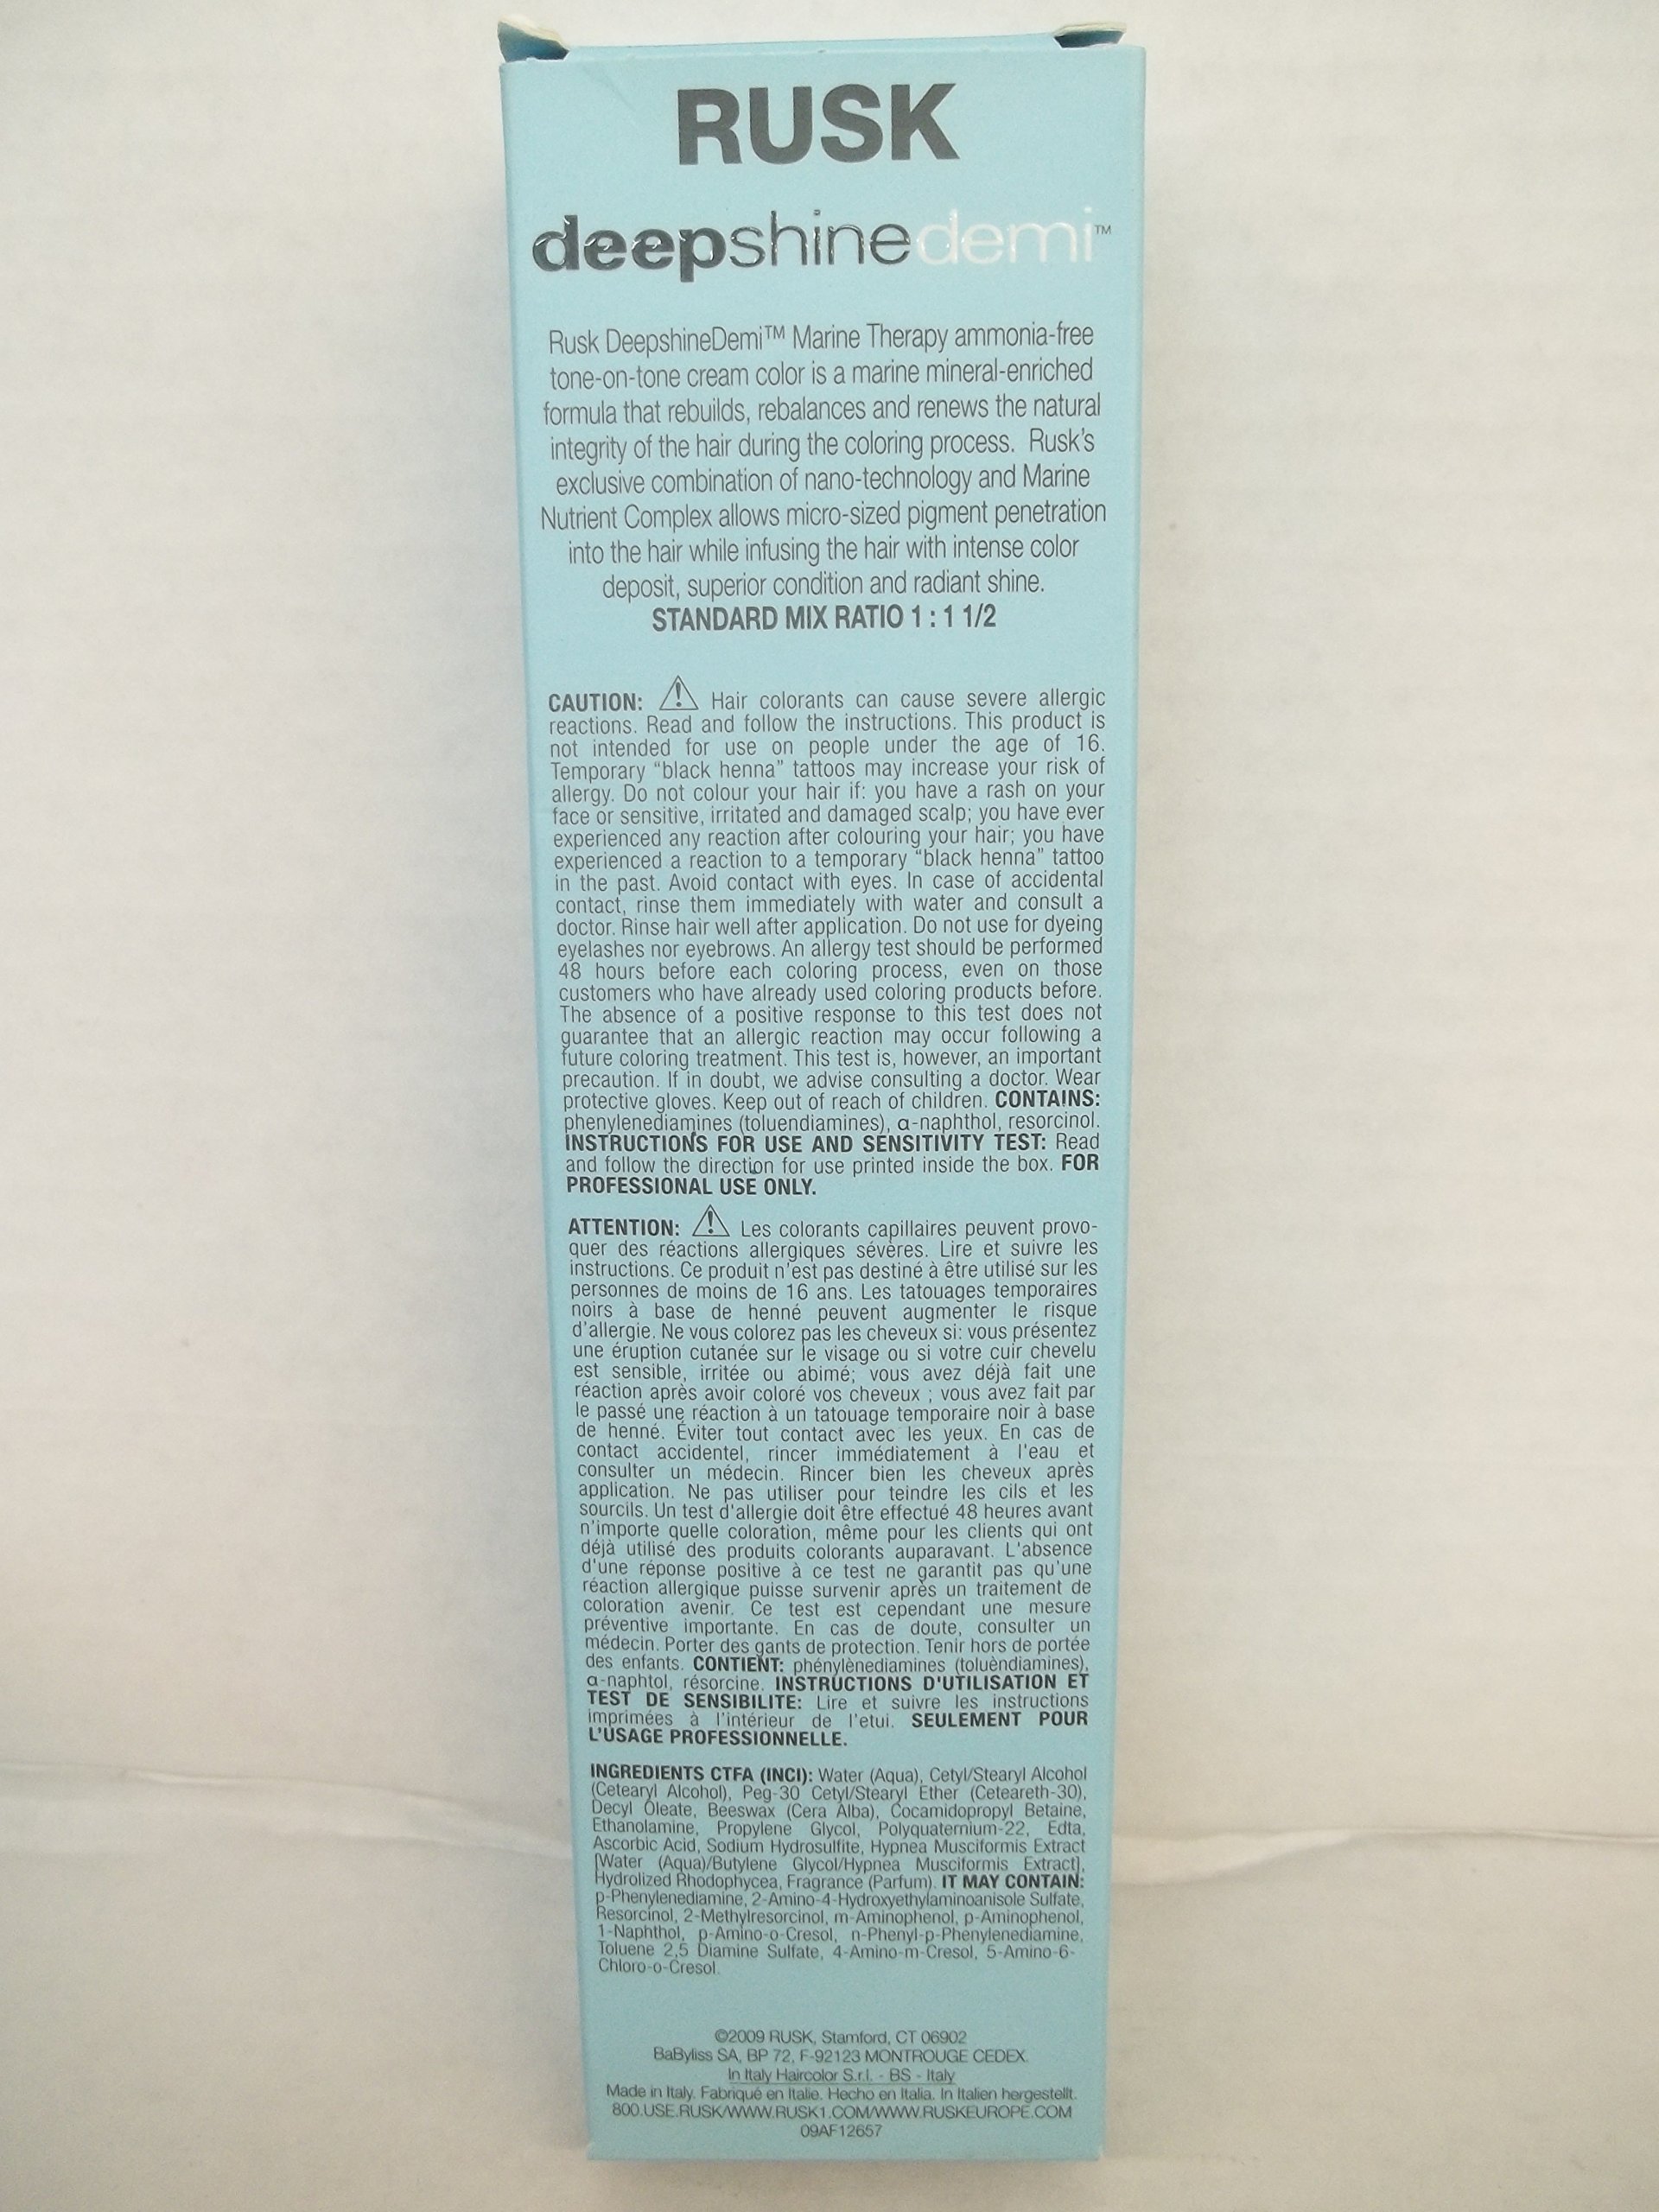 RUSK
deepshinedemi™
Rusk DeepshineDemi™ Marine Therapy ammonia-free
tone-on-tone cream color is a marine mineral-enriched
formula that rebuilds, rebalances and renews the natural
integrity of the hair during the coloring process. Rusk's
exclusive combination of nano-technology and Marine
Nutrient Complex allows micro-sized pigment penetration
into the hair while infusing the hair with intense color
deposit, superior condition and radiant shine.
STANDARD MIX RATIO 1 : 1 1/2
CAUTION: ⚠ Hair colorants can cause severe allergic
reactions. Read and follow the instructions. This product is
not intended for use on people under the age of 16.
Temporary “black henna” tattoos may increase your risk of
allergy. Do not colour your hair if: you have a rash on your
face or sensitive, irritated and damaged scalp; you have ever
experienced any reaction after colouring your hair; you have
experienced a reaction to a temporary “black henna” tattoo
in the past. Avoid contact with eyes. In case of accidental
contact, rinse them immediately with water and consult a
doctor. Rinse hair well after application. Do not use for dyeing
eyelashes nor eyebrows. An allergy test should be performed
48 hours before each coloring process, even on those
customers who have already used coloring products before.
The absence of a positive response to this test does not
guarantee that an allergic reaction may occur following a
future coloring treatment. This test is, however, an important
precaution. If in doubt, we advise consulting a doctor. Wear
protective gloves. Keep out of reach of children. CONTAINS:
phenylenediamines (toluendiamines), α-naphthol, resorcinol.
INSTRUCTIONS FOR USE AND SENSITIVITY TEST: Read
and follow the direction for use printed inside the box. FOR
PROFESSIONAL USE ONLY.
ATTENTION: ⚠ Les colorants capillaires peuvent provo-
quer des réactions allergiques sévères. Lire et suivre les
instructions. Ce produit n'est pas destiné à être utilisé sur les
personnes de moins de 16 ans. Les tatouages temporaires
noirs à base de henné peuvent augmenter le risque
d'allergie. Ne vous colorez pas les cheveux si: vous présentez
une éruption cutanée sur le visage ou si votre cuir chevelu
est sensible, irritée ou abimé; vous avez déjà fait une
réaction après avoir coloré vos cheveux ; vous avez fait par
le passé une réaction à un tatouage temporaire noir à base
de henné. Éviter tout contact avec les yeux. En cas de
contact accidentel, rincer immédiatement à l'eau et
consulter un médecin. Rincer bien les cheveux après
application. Ne pas utiliser pour teindre les cils et les
sourcils. Un test d'allergie doit être effectué 48 heures avant
n'importe quelle coloration, même pour les clients qui ont
déjà utilisé des produits colorants auparavant. L'absence
d'une réponse positive à ce test ne garantit pas qu'une
réaction allergique puisse survenir après un traitement de
coloration avenir. Ce test est cependant une mesure
préventive importante. En cas de doute, consulter un
médecin. Porter des gants de protection. Tenir hors de portée
des enfants. CONTIENT: phénylènediamines (toluèndiamines),
α-naphtol, résorcine. INSTRUCTIONS D'UTILISATION ET
TEST DE SENSIBILITE: Lire et suivre les instructions
imprimées à l'intérieur de l'etui. SEULEMENT POUR
L'USAGE PROFESSIONNELLE.
INGREDIENTS CTFA (INCI): Water (Aqua), Cetyl/Stearyl Alcohol
(Cetearyl Alcohol), Peg-30 Cetyl/Stearyl Ether (Ceteareth-30),
Decyl Oleate, Beeswax (Cera Alba), Cocamidopropyl Betaine,
Ethanolamine, Propylene Glycol, Polyquaternium-22, Edta,
Ascorbic Acid, Sodium Hydrosulfite, Hypnea Musciformis Extract
[Water (Aqua)/Butylene Glycol/Hypnea Musciformis Extract],
Hydrolized Rhodophycea, Fragrance (Parfum). IT MAY CONTAIN:
p-Phenylenediamine, 2-Amino-4-Hydroxyethylaminoanisole Sulfate,
Resorcinol, 2-Methylresorcinol, m-Aminophenol, p-Aminophenol,
1-Naphthol, p-Amino-o-Cresol, n-Phenyl-p-Phenylenediamine,
Toluene 2,5 Diamine Sulfate, 4-Amino-m-Cresol, 5-Amino-6-
Chloro-o-Cresol.
©2009 RUSK, Stamford, CT 06902
BaByliss SA, BP 72, F-92123 MONTROUGE CEDEX.
In Italy Haircolor S.r.l. - BS - Italy
Made in Italy. Fabriqué en Italie. Hecho en Italia. In Italien hergestellt.
800.USE.RUSK/WWW.RUSK1.COM/WWW.RUSKEUROPE.COM
09AF12657